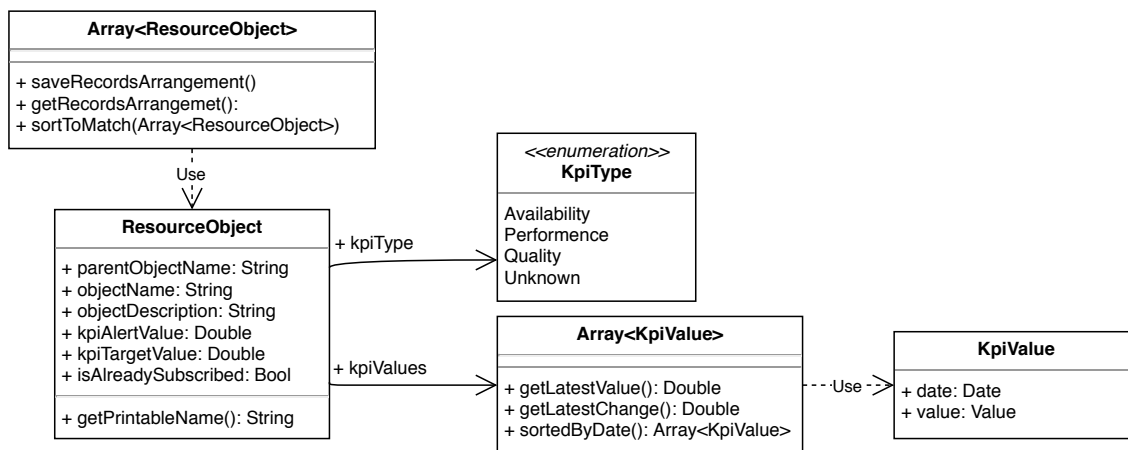 Array<ResourceObject>
+ saveRecordsArrangement()
+ getRecordsArrangemet():
+ sortToMatch(Array<ResourceObject>)
Use
ResourceObject
+ parentObjectName: String
+ objectName: String
+ objectDescription: String
+ kpiAlertValue: Double
+ kpiTargetValue: Double
+ isAlreadySubscribed: Bool
+ getPrintableName(): String
+ kpiType
<<enumeration>>
KpiType
Availability
Performence
Quality
Unknown
+ kpiValues
Array<KpiValue>
+ getLatestValue(): Double
+ getLatestChange(): Double
+ sortedByDate(): Array<KpiValue>
Use
KpiValue
+ date: Date
+ value: Value